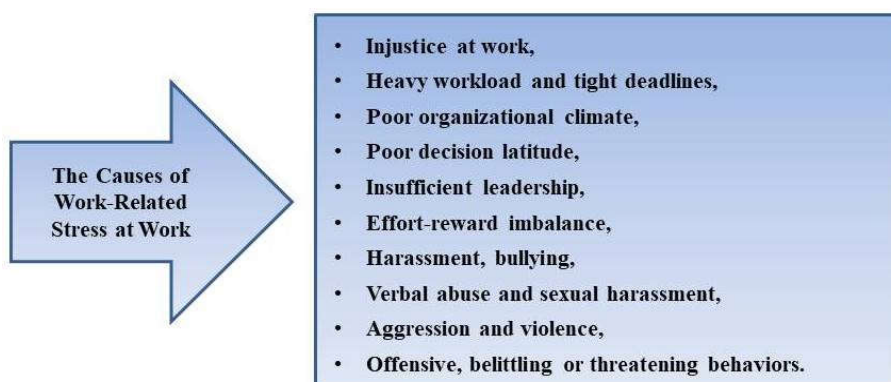 The Causes of
Work-Related
Stress at Work
• Injustice at work,
• Heavy workload and tight deadlines,
• Poor organizational climate,
• Poor decision latitude,
• Insufficient leadership,
• Effort-reward imbalance,
• Harassment, bullying,
• Verbal abuse and sexual harassment,
• Aggression and violence,
• Offensive, belittling or threatening behaviors.